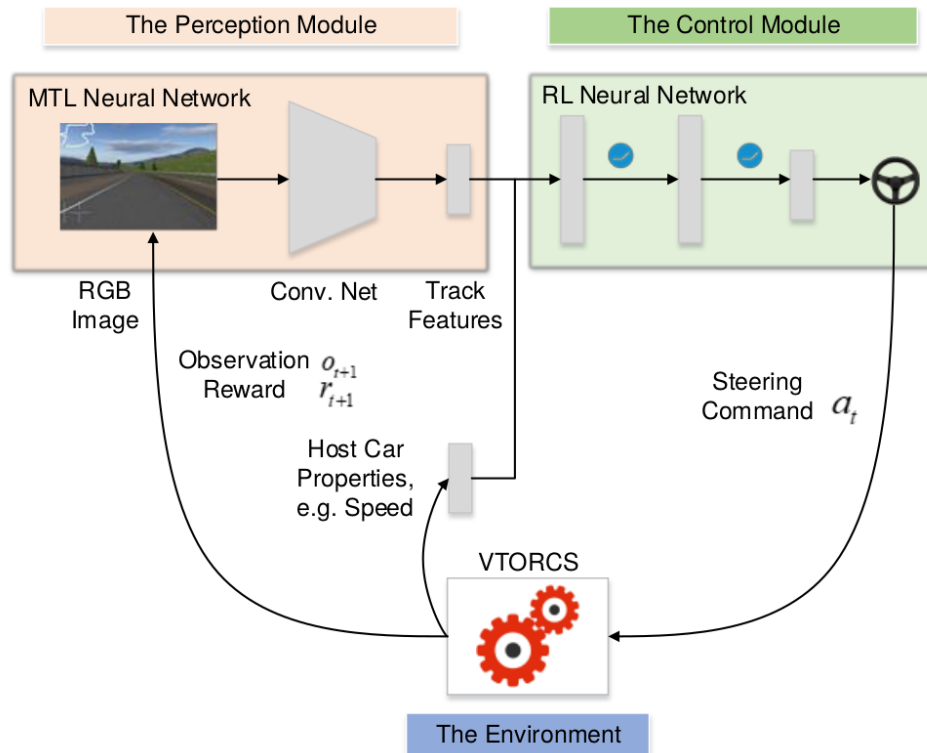 The Perception Module
The Control Module
MTL Neural Network
RL Neural Network
RGB
Image
Conv. Net
Track
Features
Observation o_{t+1}
Reward r_{t+1}
Steering
Command a_t
Host Car
Properties,
e.g. Speed
VTORCS
The Environment